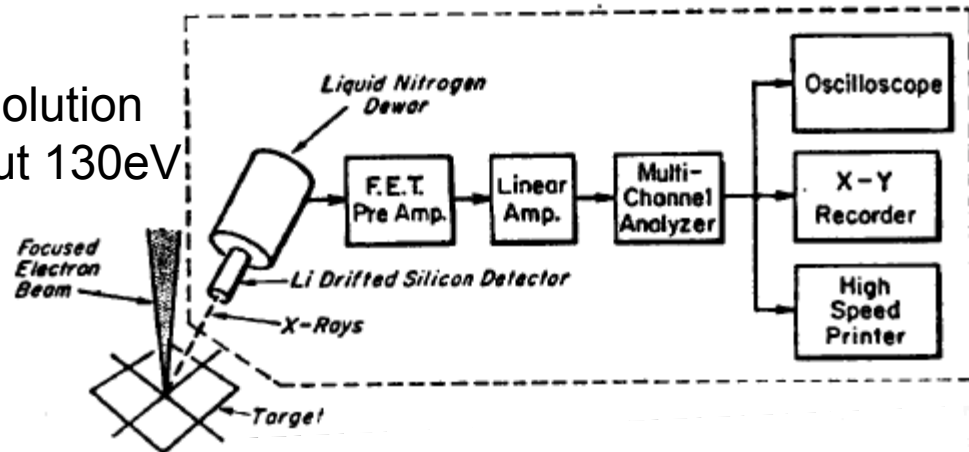 olution
ut 130eV
Liquid Nitrogen
Dewar
F.E.T.
Pre Amp.
Linear
Amp.
Multi-
Channel
Analyzer
Oscilloscope
X-Y
Recorder
High
Speed
Printer
Focused
Electron
Beam
Li Drifted Silicon Detector
X-Rays
Target